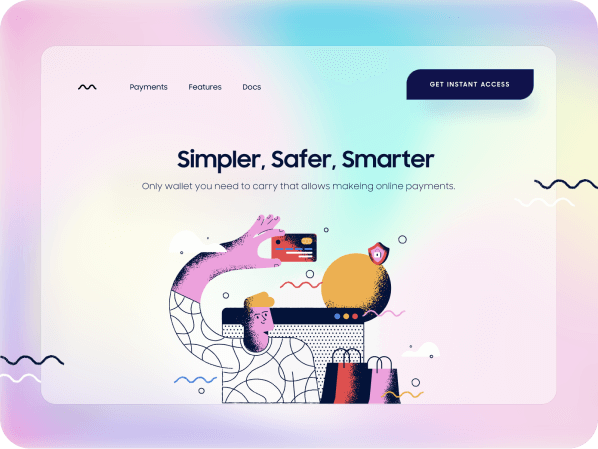 Payments Features Docs GET INSTANT ACCESS
Simpler, Safer, Smarter
Only wallet you need to carry that allows makeing online payments.